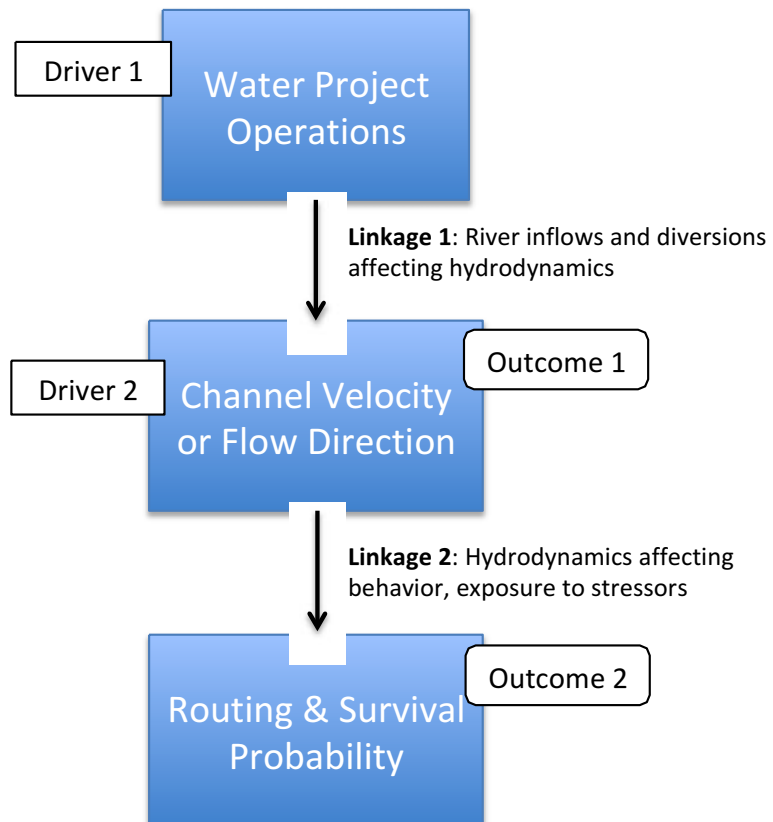 Driver 1
Water Project
Operations
Linkage 1: River inflows and diversions
affecting hydrodynamics
Outcome 1
Driver 2
Channel Velocity
or Flow Direction
Linkage 2: Hydrodynamics affecting
behavior, exposure to stressors
Outcome 2
Routing & Survival
Probability